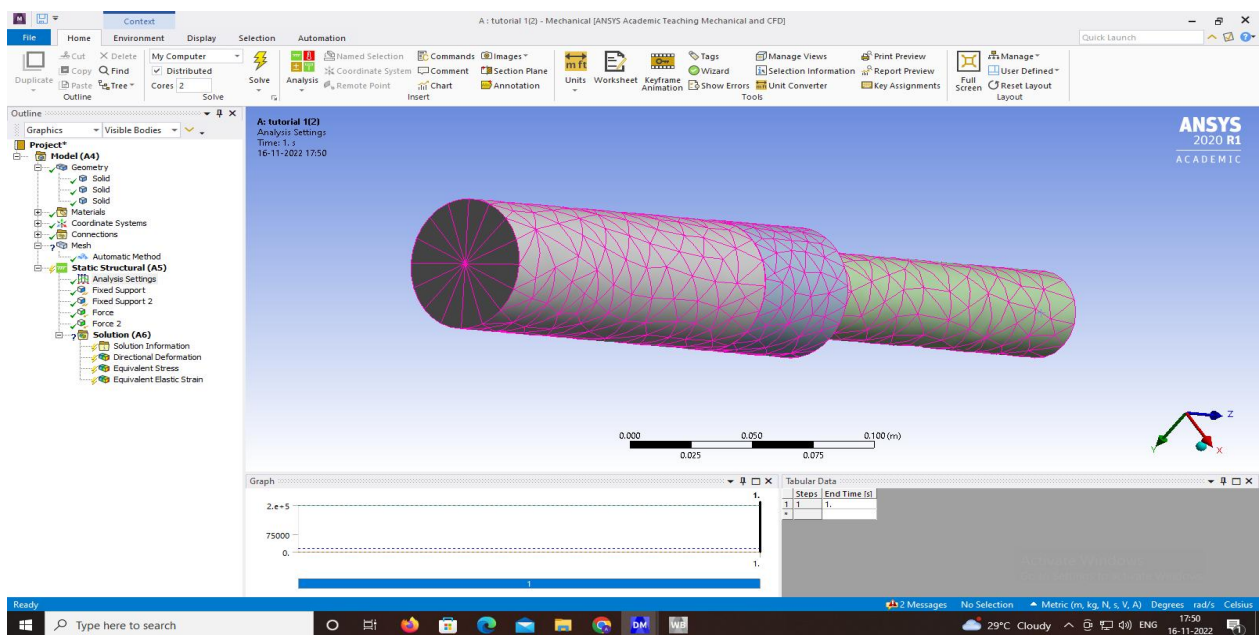 Context
A : tutorial 1(2) - Mechanical [ANSYS Academic Teaching Mechanical and CFD]
File Home Environment Display Selection Automation
Quick Launch
Duplicate
Cut
Copy
Paste
Delete
Find
Tree
Outline
My Computer
Distributed
Cores 2
Solve
Solve
Analysis
Named Selection
Coordinate System
Remote Point
Commands
Comment
Chart
Images
Section Plane
Annotation
Insert
mft
Units
Worksheet
Keyframe Animation
Tags
Wizard
Show Errors
Manage Views
Selection Information
Unit Converter
Print Preview
Report Preview
Key Assignments
Tools
Full Screen
Manage
User Defined
Reset Layout
Layout
Outline
Graphics Visible Bodies
Project*
Model (A4)
Geometry
Solid
Solid
Solid
Materials
Coordinate Systems
Connections
Mesh
Automatic Method
Static Structural (A5)
Analysis Settings
Fixed Support
Fixed Support 2
Force
Force 2
Solution (A6)
Solution Information
Directional Deformation
Equivalent Stress
Equivalent Elastic Strain
A: tutorial 1(2)
Analysis Settings
Time: 1. s
16-11-2022 17:50
ANSYS
2020 R1
ACADEMIC
0.000 0.050 0.100 (m)
0.025 0.075
Z
Y
X
Graph
1.
2.e+5
75000
0.
1.
1
Tabular Data
Steps End Time [s]
1 1 1.
*
Ready
2 Messages No Selection Metric (m, kg, N, s, V, A) Degrees rad/s Celsius
Type here to search
DM
WB
29°C Cloudy
ENG
17:50
16-11-2022